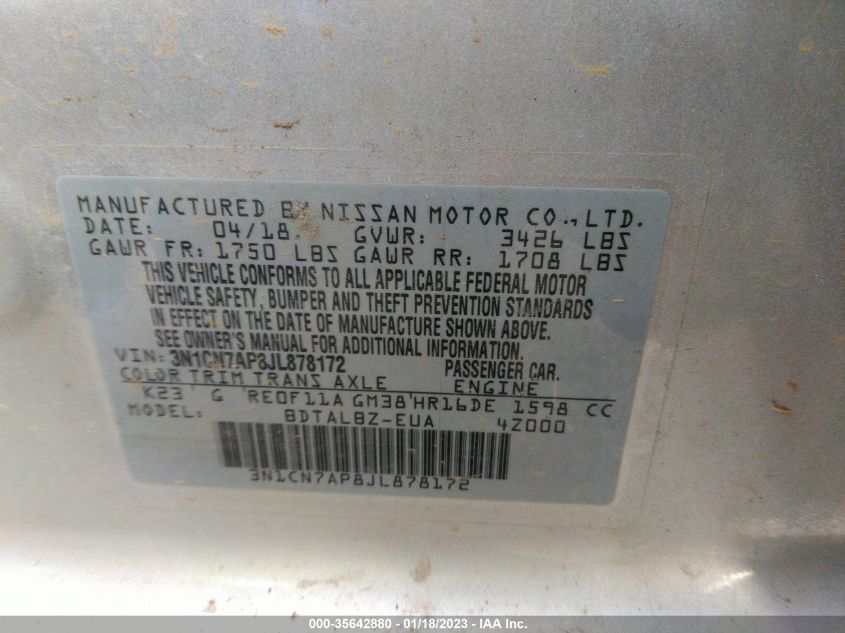 MANUFACTURED BY NISSAN MOTOR CO., LTD.
DATE: 04/18 GVWR: 3426 LBS
GAWR FR: 1750 LBS GAWR RR: 1708 LBS
THIS VEHICLE CONFORMS TO ALL APPLICABLE FEDERAL MOTOR
VEHICLE SAFETY, BUMPER AND THEFT PREVENTION STANDARDS
IN EFFECT ON THE DATE OF MANUFACTURE SHOWN ABOVE.
SEE OWNER'S MANUAL FOR ADDITIONAL INFORMATION.
VIN: 3N1CN7AP8JL878172 PASSENGER CAR.
COLOR TRIM TRANS AXLE ENGINE
K23 G RE0F11A GM38 HR16DE 1598 CC
MODEL: BDTALBZ-EUA 4Z000
3N1CN7AP8JL878172
000-35642880 - 01/18/2023 - IAA Inc.